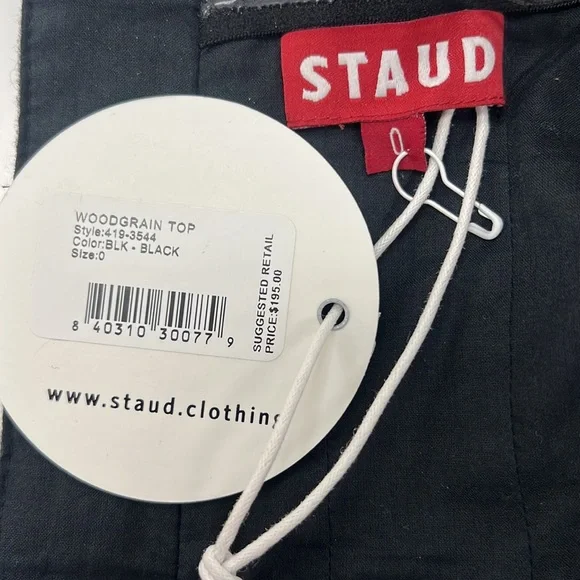 STAUD
0
WOODGRAIN TOP
Style:419-3544
Color:BLK - BLACK
Size:0
SUGGESTED RETAIL
PRICE:$195.00
8 40310 30077 9
www.staud.clothing